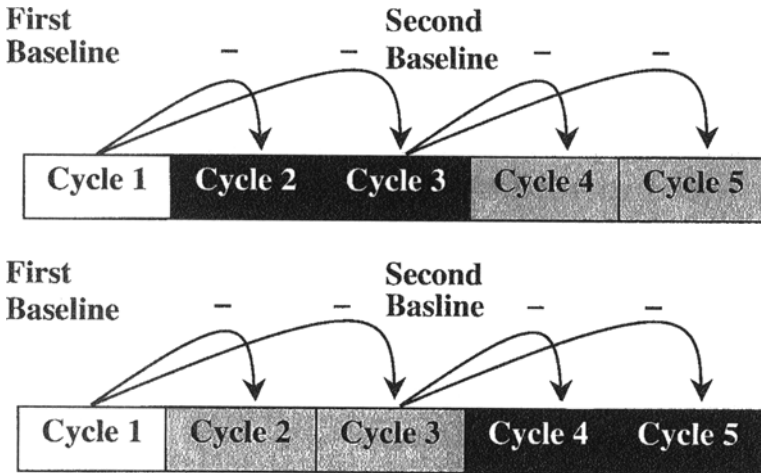 First
Baseline
–
–
Second
Baseline
–
–
Cycle 1 Cycle 2 Cycle 3 Cycle 4 Cycle 5
First
Baseline
–
–
Second
Basline
–
–
Cycle 1 Cycle 2 Cycle 3 Cycle 4 Cycle 5